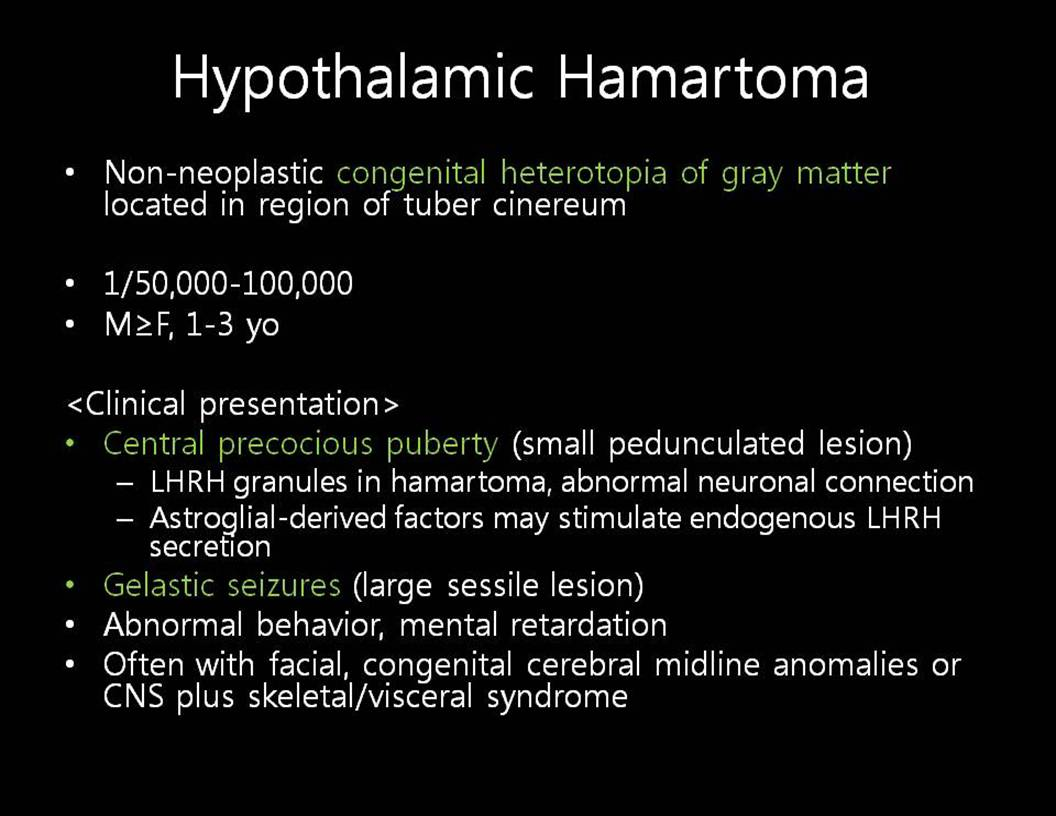 Hypothalamic Hamartoma
• Non-neoplastic congenital heterotopia of gray matter
located in region of tuber cinereum
• 1/50,000-100,000
• M≥F, 1-3 yo
<Clinical presentation>
• Central precocious puberty (small pedunculated lesion)
– LHRH granules in hamartoma, abnormal neuronal connection
– Astroglial-derived factors may stimulate endogenous LHRH
secretion
• Gelastic seizures (large sessile lesion)
• Abnormal behavior, mental retardation
• Often with facial, congenital cerebral midline anomalies or
CNS plus skeletal/visceral syndrome